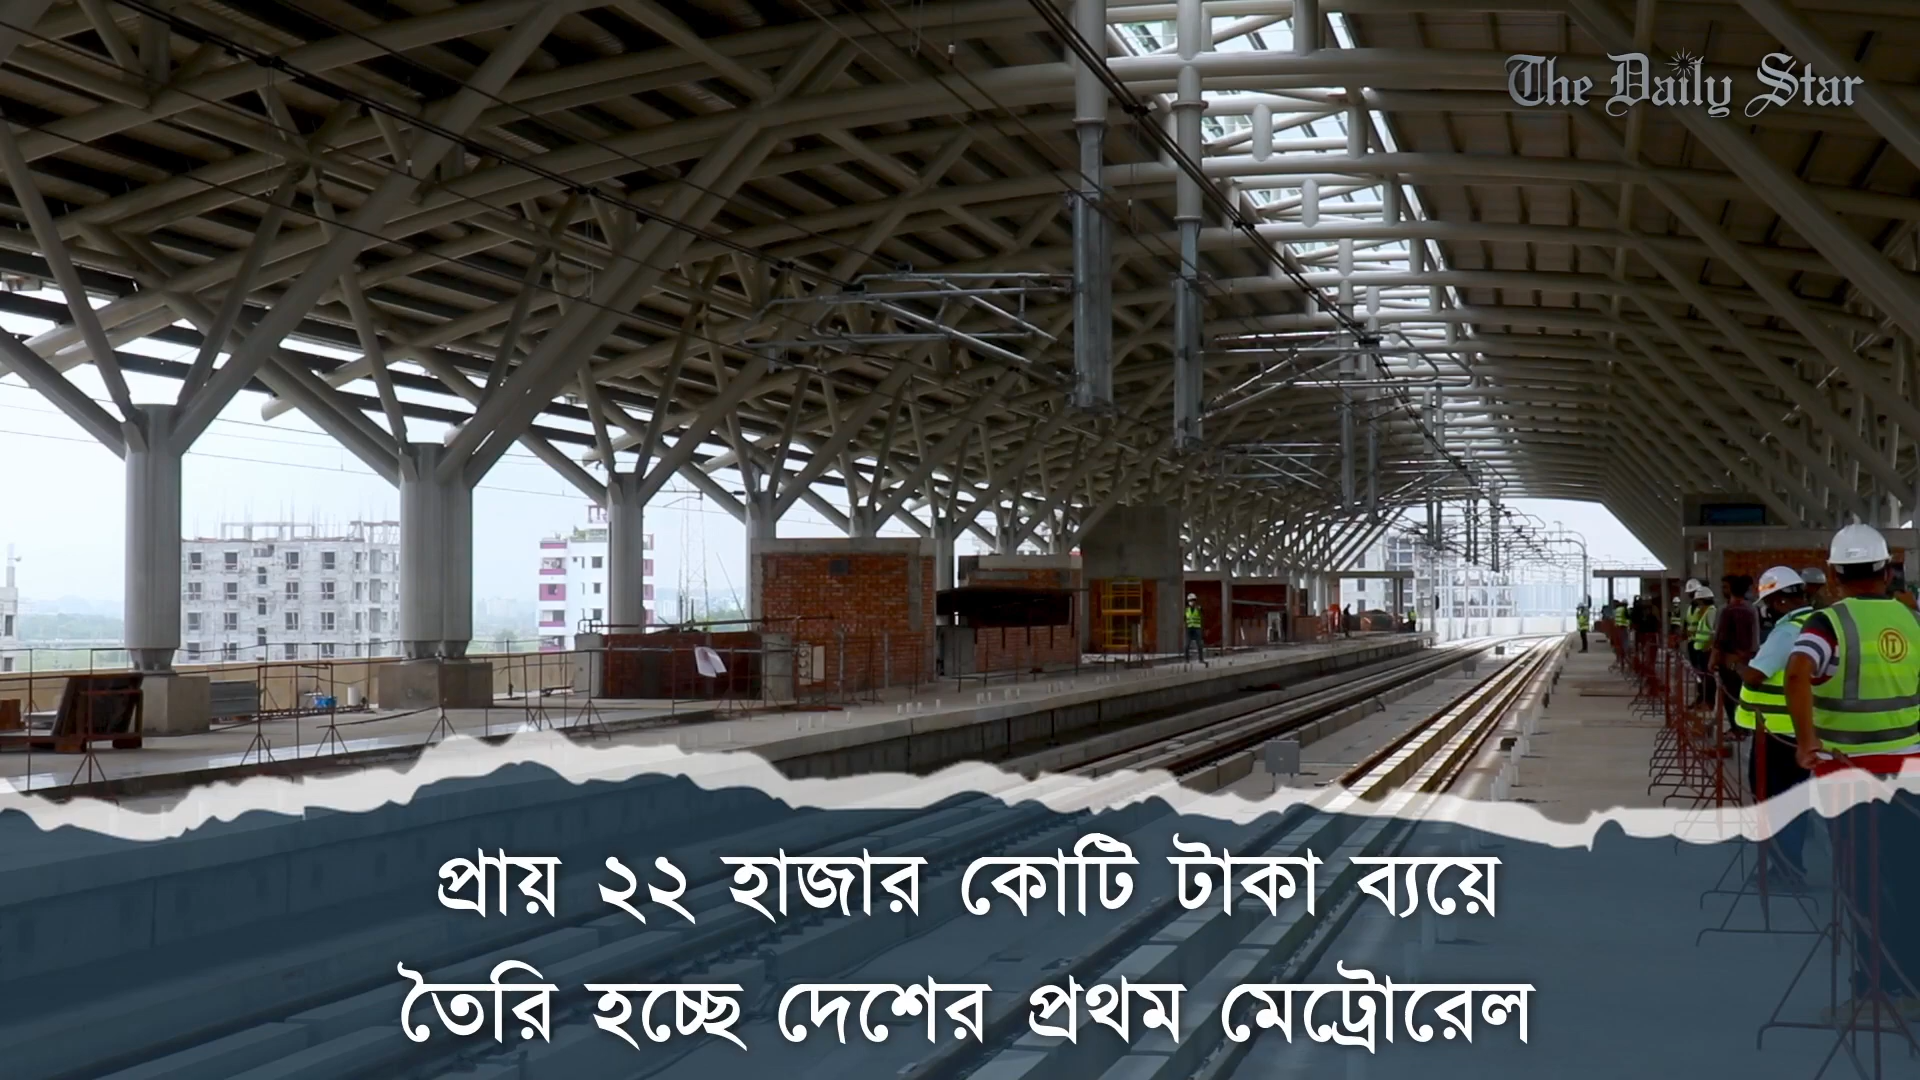 The Daily Star
প্রায় ২২ হাজার কোটি টাকা ব্যয়ে
তৈরি হচ্ছে দেশের প্রথম মেট্রোরেল